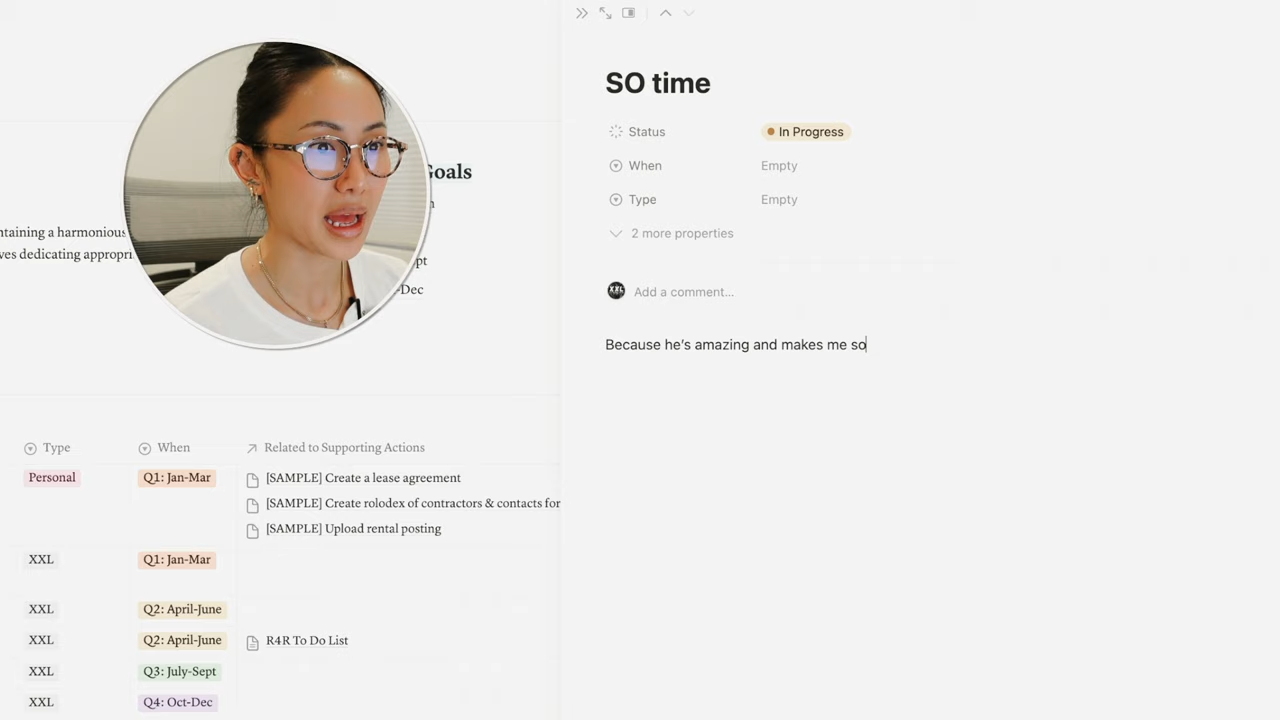 Goals
ntaining a harmonious
ves dedicating appropri
-Dec
Type When Related to Supporting Actions
Personal Q1: Jan-Mar [SAMPLE] Create a lease agreement
[SAMPLE] Create rolodex of contractors & contacts for
[SAMPLE] Upload rental posting
XXL Q1: Jan-Mar
XXL Q2: April-June
XXL Q2: April-June R4R To Do List
XXL Q3: July-Sept
XXL Q4: Oct-Dec
SO time
Status In Progress
When Empty
Type Empty
2 more properties
XXL Add a comment...
Because he's amazing and makes me so